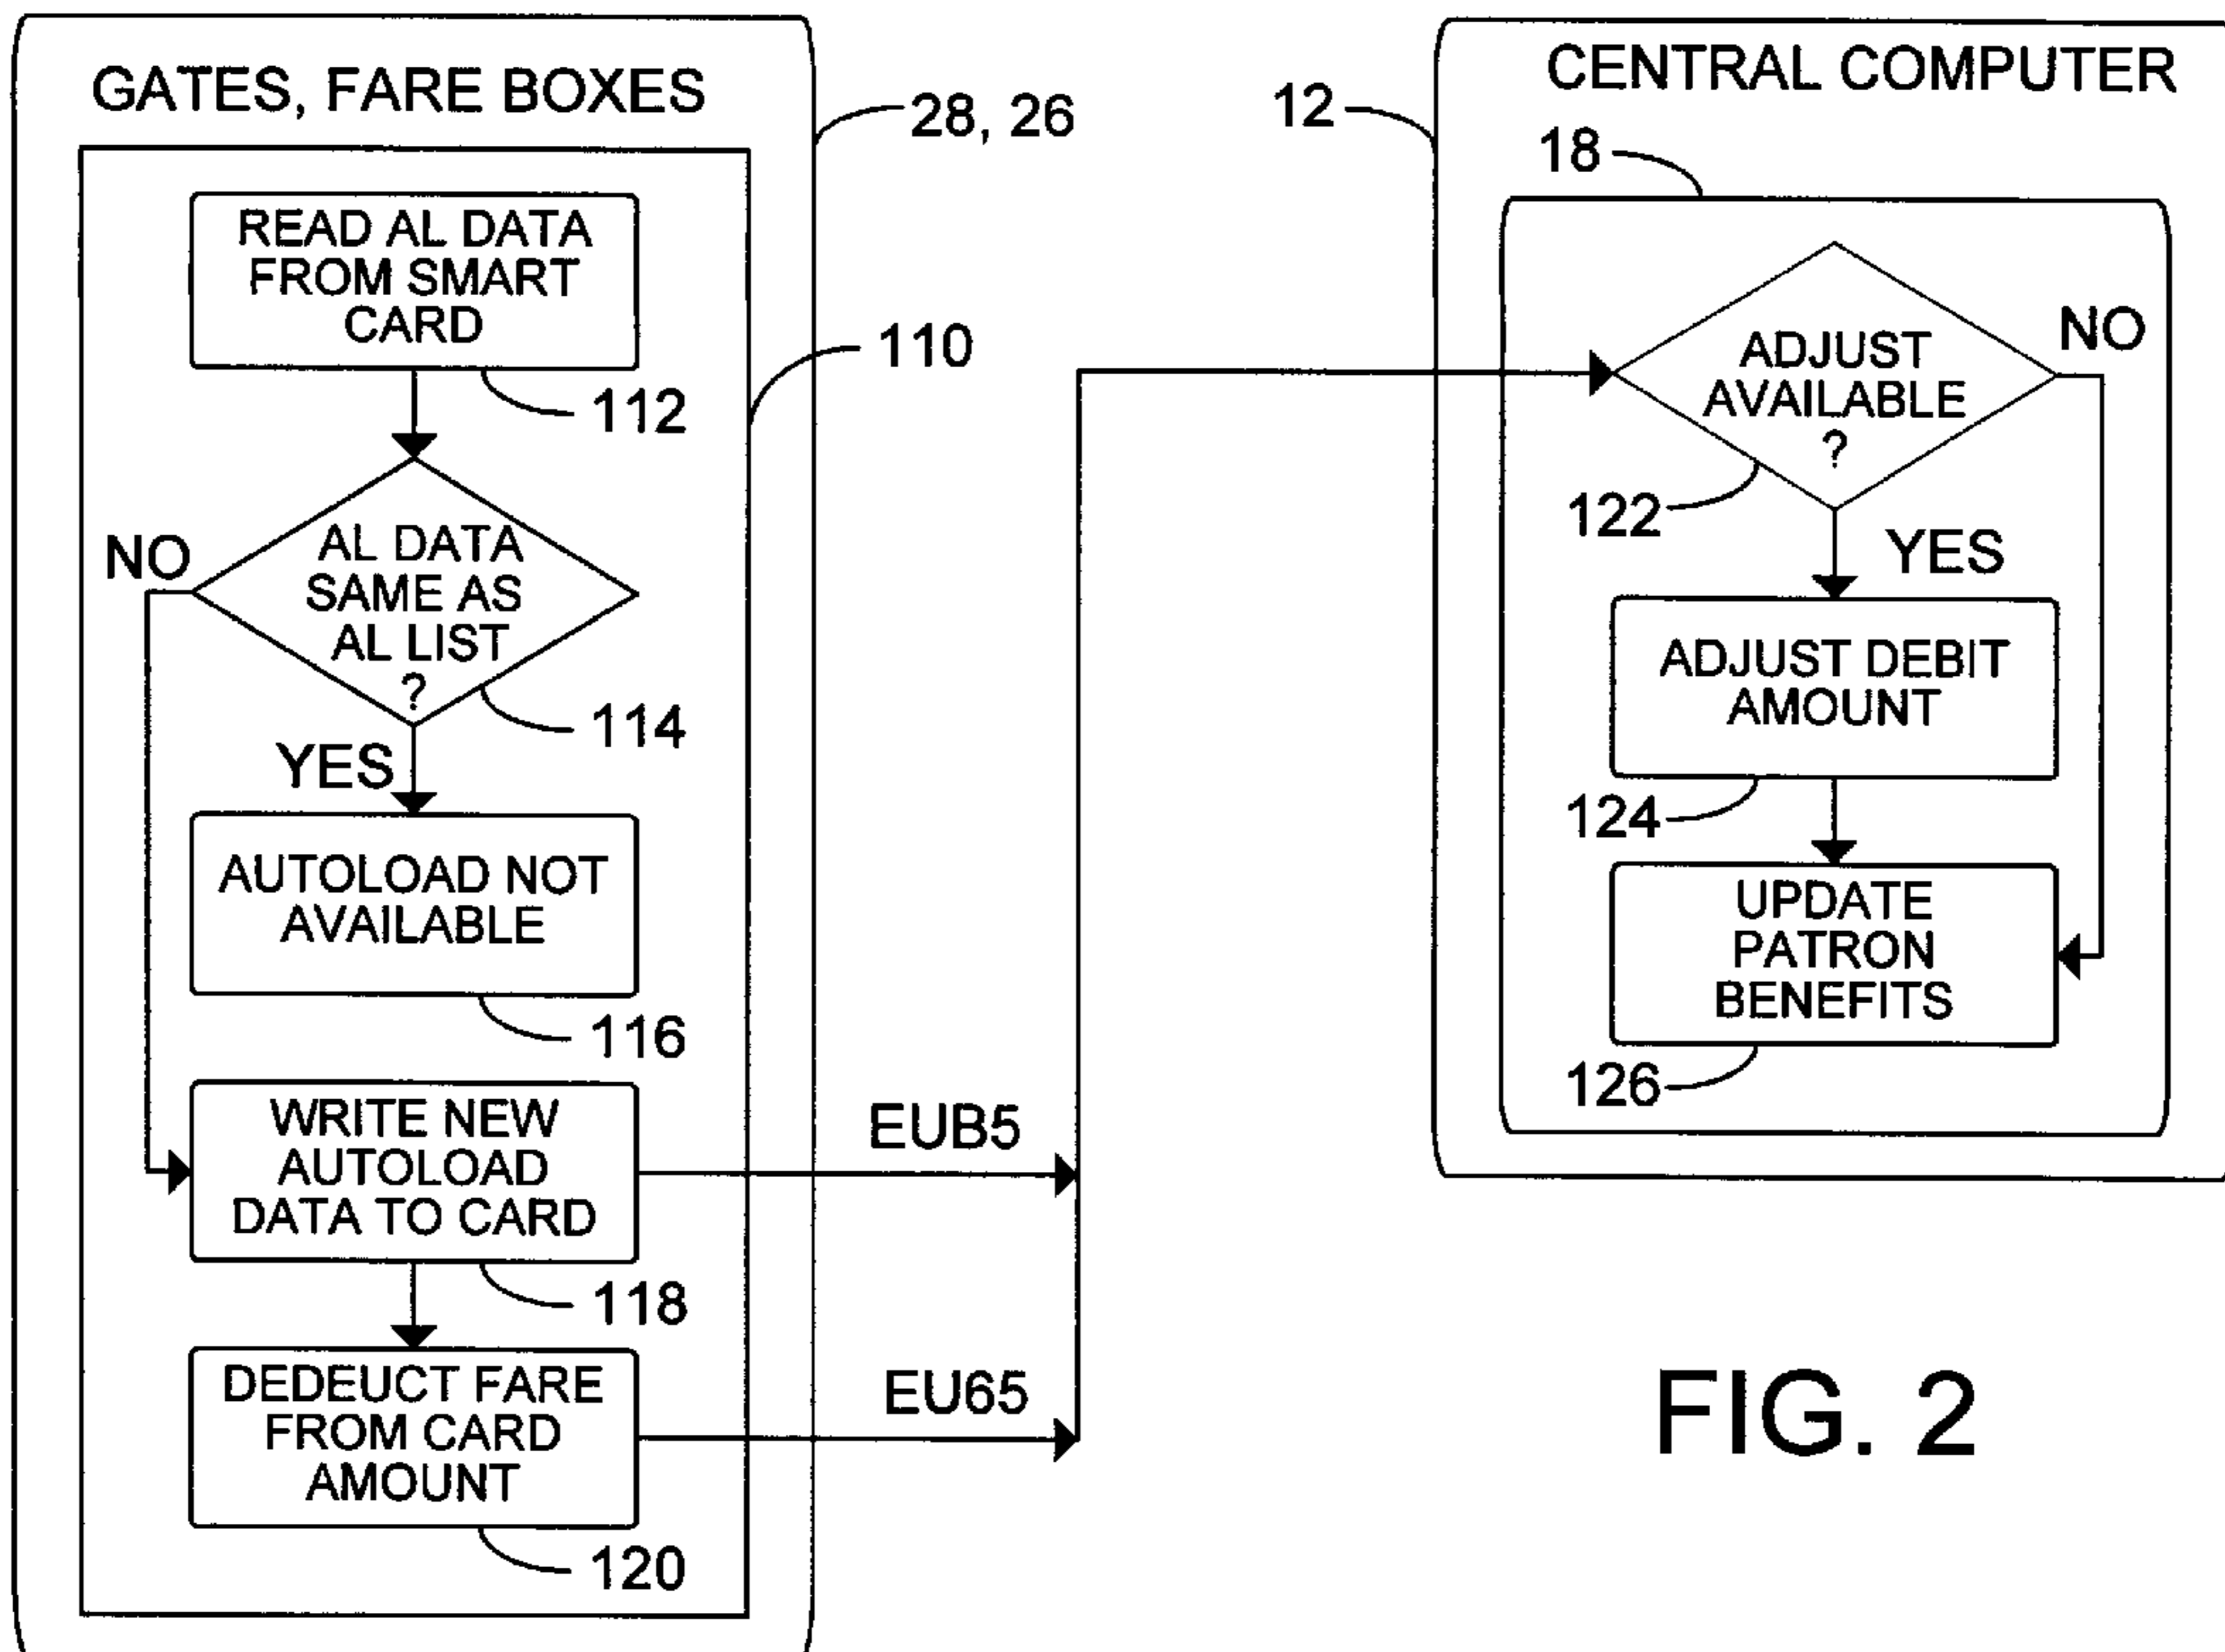 GATES, FARE BOXES
28, 26
READ AL DATA
FROM SMART
CARD
110
112
AL DATA
SAME AS
AL LIST
?
NO
114
YES
AUTOLOAD NOT
AVAILABLE
116
WRITE NEW
AUTOLOAD
DATA TO CARD
EUB5
118
DEDEUCT FARE
FROM CARD
AMOUNT
EU65
120
CENTRAL COMPUTER
12
18
ADJUST
AVAILABLE
?
NO
122
YES
ADJUST DEBIT
AMOUNT
124
UPDATE
PATRON
BENEFITS
126
FIG. 2